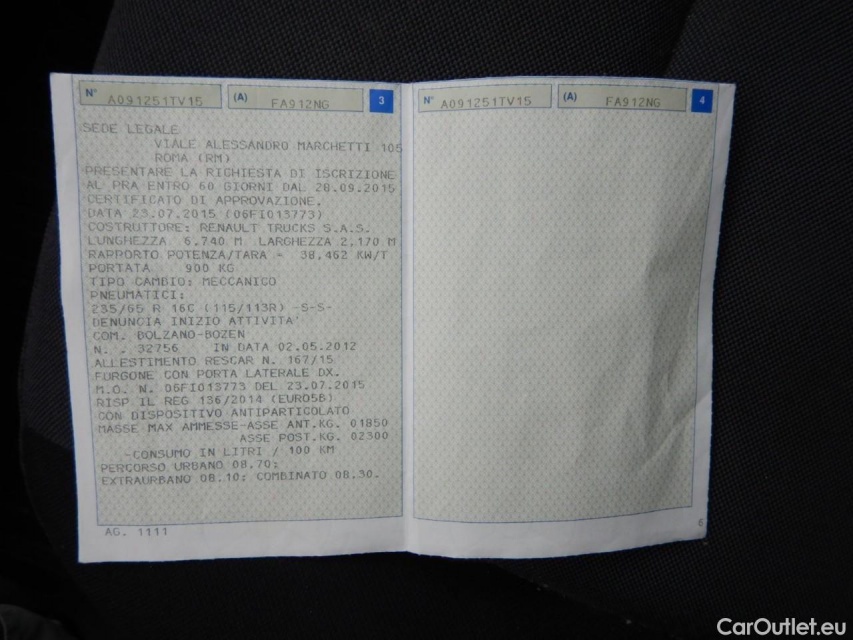 N° A091251TV15 (A) FA912NG 3
SEDE LEGALE
VIALE ALESSANDRO MARCHETTI 105
ROMA (RM)
PRESENTARE LA RICHIESTA DI ISCRIZIONE
AL PRA ENTRO 60 GIORNI DAL 28.09.2015
CERTIFICATO DI APPROVAZIONE.
DATA 23.07.2015 (06FI013773)
COSTRUTTORE: RENAULT TRUCKS S.A.S.
LUNGHEZZA 6,740 M LARGHEZZA 2,170 M
RAPPORTO POTENZA/TARA = 38,462 KW/T
PORTATA 900 KG
TIPO CAMBIO: MECCANICO
PNEUMATICI:
235/65 R 16C (115/113R) -S-S-
DENUNCIA INIZIO ATTIVITA'
COM. BOLZANO-BOZEN
N. . 32756 IN DATA 02.05.2012
ALLESTIMENTO RESCAR N. 167/15
FURGONE CON PORTA LATERALE DX.
M.O. N. 06FI013773 DEL 23.07.2015
RISP IL REG 136/2014 (EURO5B)
CON DISPOSITIVO ANTIPARTICOLATO
MASSE MAX AMMESSE-ASSE ANT.KG. 01850
ASSE POST.KG. 02300
-CONSUMO IN LITRI / 100 KM
PERCORSO URBANO 08.70;
EXTRAURBANO 08.10; COMBINATO 08.30.
AG. 1111
N° A091251TV15 (A) FA912NG 4
6
CarOutlet.eu